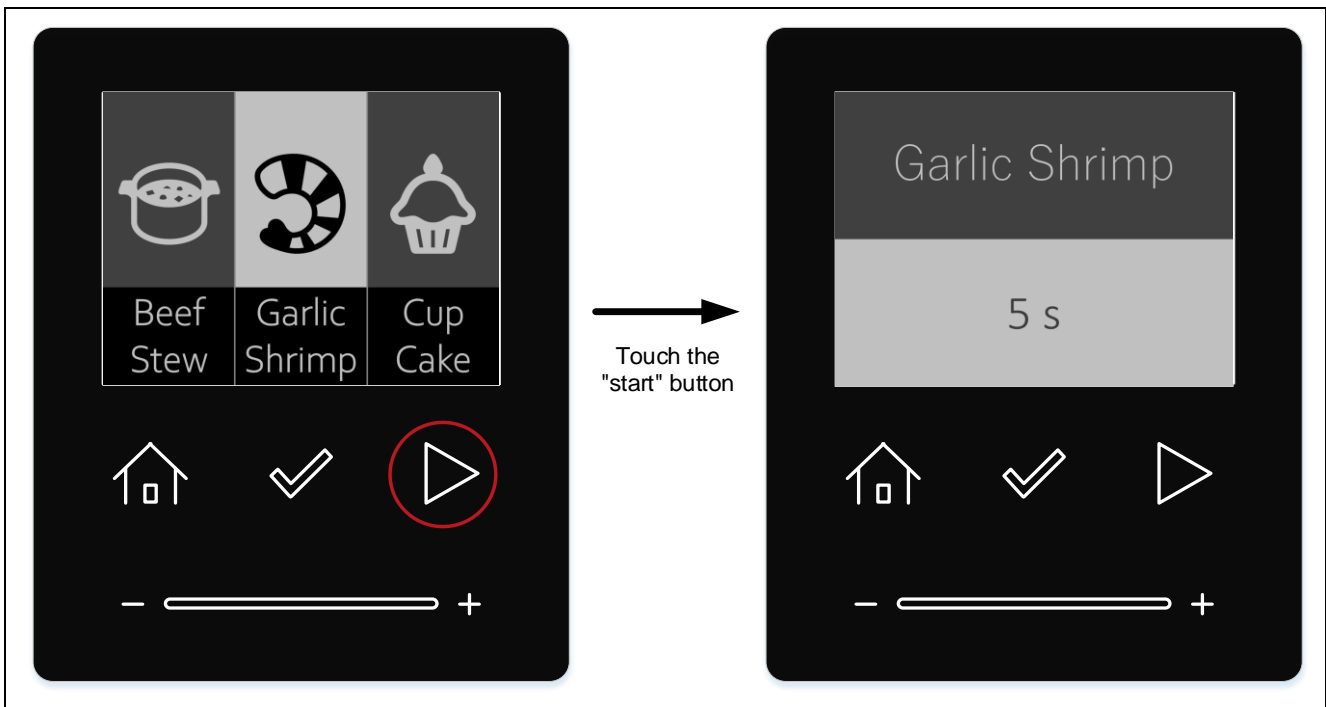 Beef
Stew
Garlic
Shrimp
Cup
Cake
Touch the
"start" button
Garlic Shrimp
5 s
- +
- +